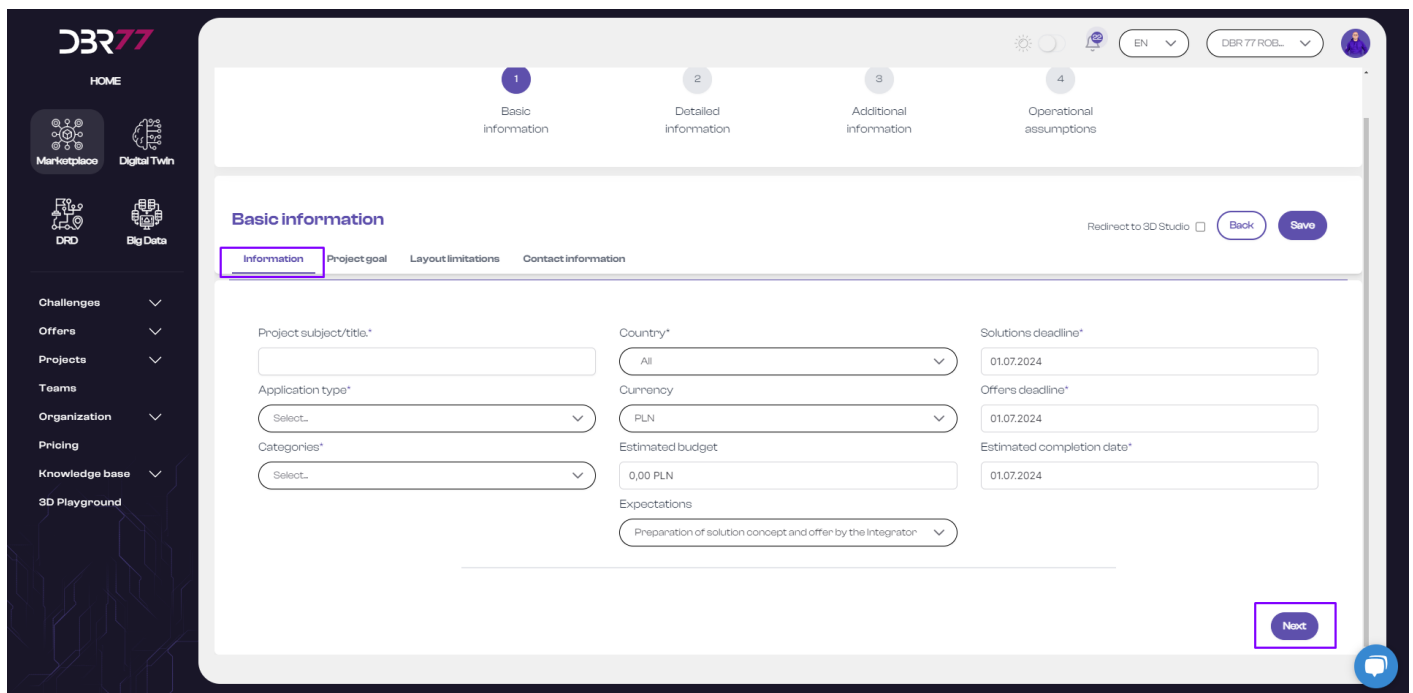 DBR77
HOME
Marketplace
Digital Twin
DRD
Big Data
Challenges
Offers
Projects
Teams
Organization
Pricing
Knowledge base
3D Playground
22
EN
DBR 77 ROB...
1
2
3
4
Basic
information
Detailed
information
Additional
information
Operational
assumptions
Basic information
Redirect to 3D Studio
Back
Save
Information
Project goal
Layout limitations
Contact information
Project subject/title.*
Country*
Solutions deadline*
All
01.07.2024
Application type*
Currency
Offers deadline*
Select...
PLN
01.07.2024
Categories*
Estimated budget
Estimated completion date*
Select...
0,00 PLN
01.07.2024
Expectations
Preparation of solution concept and offer by the Integrator
Next